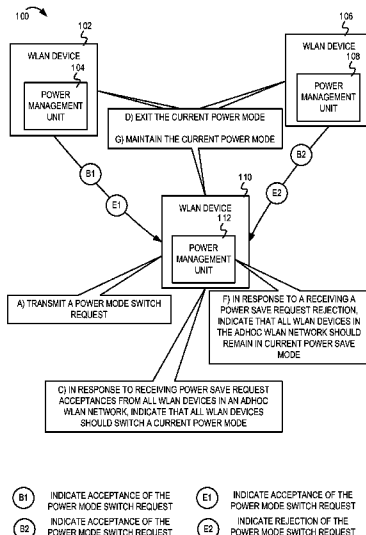 100
102
WLAN DEVICE
104
POWER
MANAGEMENT
UNIT
106
WLAN DEVICE
108
POWER
MANAGEMENT
UNIT
D) EXIT THE CURRENT POWER MODE
G) MAINTAIN THE CURRENT POWER MODE
B1
E1
B2
E2
110
WLAN DEVICE
112
POWER
MANAGEMENT
UNIT
A) TRANSMIT A POWER MODE SWITCH
REQUEST
F) IN RESPONSE TO A RECEIVING A
POWER SAVE REQUEST REJECTION,
INDICATE THAT ALL WLAN DEVICES IN
THE ADHOC WLAN NETWORK SHOULD
REMAIN IN CURRENT POWER SAVE
MODE
C) IN RESPONSE TO RECEIVING POWER SAVE REQUEST
ACCEPTANCES FROM ALL WLAN DEVICES IN AN ADHOC
WLAN NETWORK, INDICATE THAT ALL WLAN DEVICES
SHOULD SWITCH A CURRENT POWER MODE
B1 INDICATE ACCEPTANCE OF THE
POWER MODE SWITCH REQUEST
E1 INDICATE ACCEPTANCE OF THE
POWER MODE SWITCH REQUEST
B2 INDICATE ACCEPTANCE OF THE
POWER MODE SWITCH REQUEST
E2 INDICATE REJECTION OF THE
POWER MODE SWITCH REQUEST